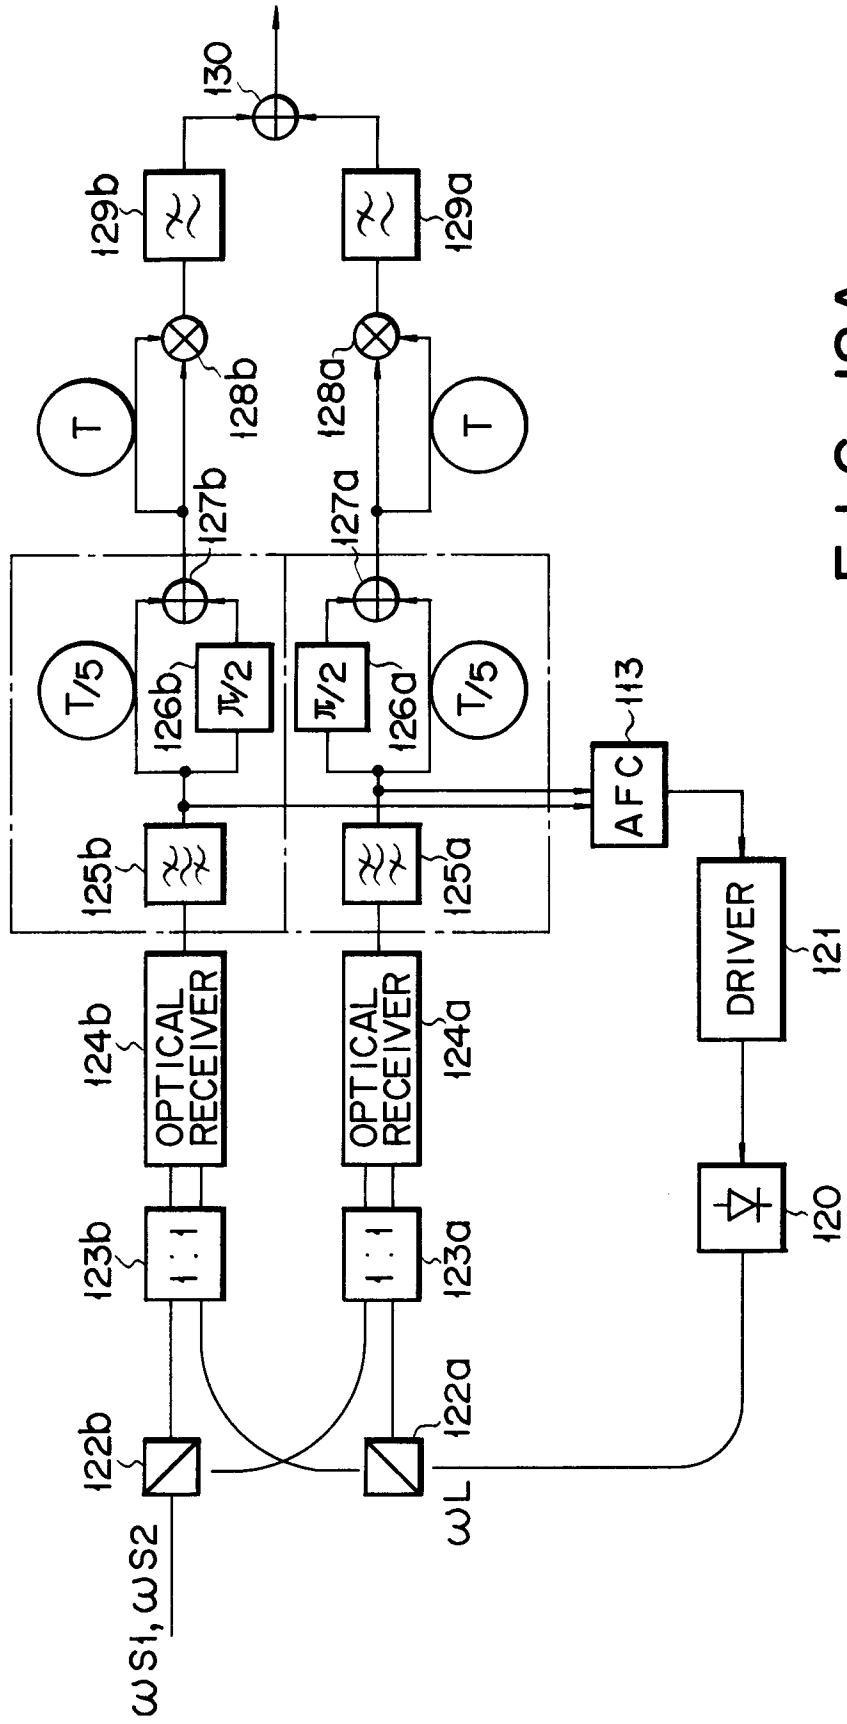 ωS1, ωS2
122b
123b
1 : 1
124b
OPTICAL
RECEIVER
125b
T/5
126b
π/2
127b
T
128b
129b
130
ωL
122a
123a
1 : 1
124a
OPTICAL
RECEIVER
125a
π/2
126a
T/5
127a
T
128a
129a
AFC
113
DRIVER
121
120